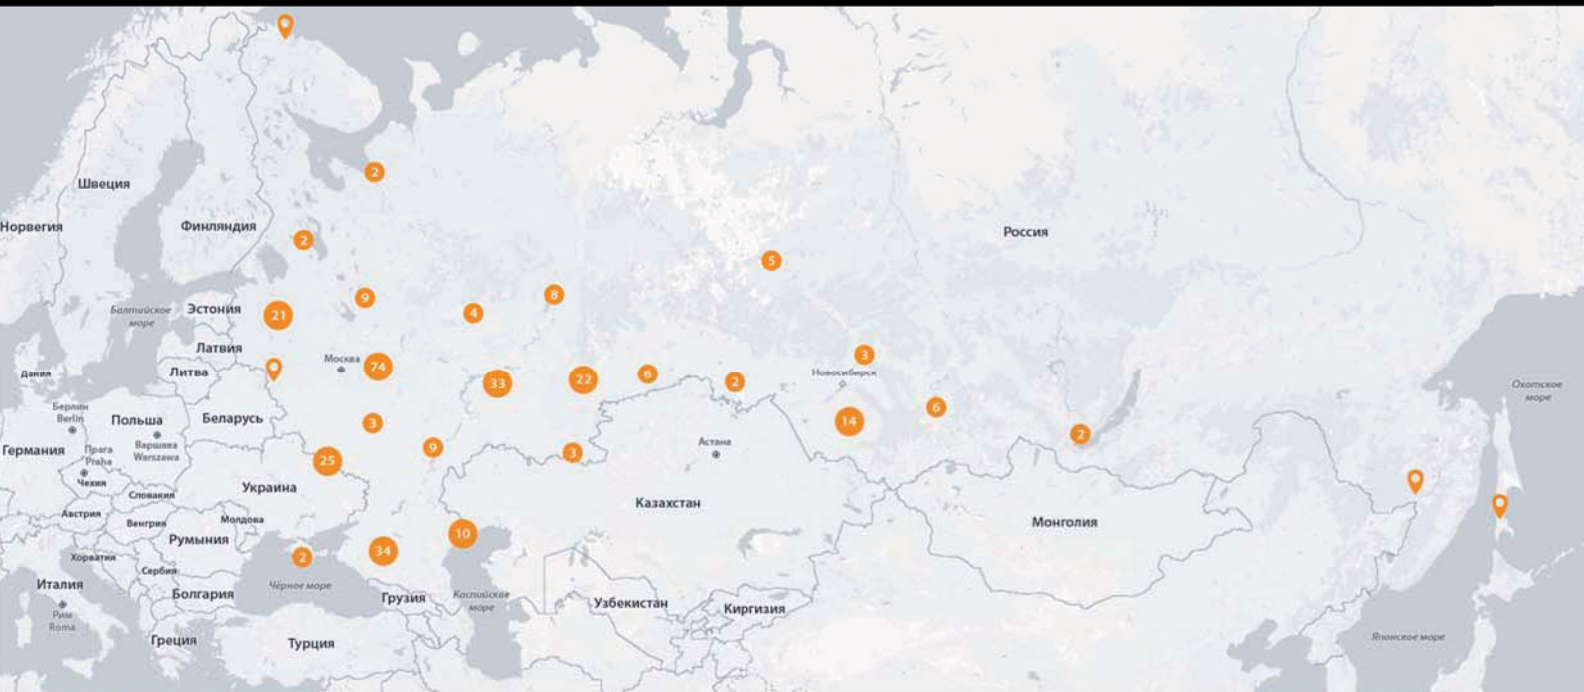 2
Швеция
Норвегия
Финляндия
Россия
2
5
8
9
4
Балтийское
море
Эстония
21
Латвия
3
Москва
74
Литва
Дания
33
22
6
2
Новосибирск
Охотское
море
Берлин
Berlin
Польша
Беларусь
3
14
6
2
Варшава
Warszawa
Германия
Прага
Praha
9
3
Астана
25
Чехия
Украина
Словакия
Казахстан
Австрия
Венгрия
Молдова
Монголия
Румыния
10
Хорватия
2
34
Сербия
Италия
Чёрное море
Болгария
Грузия
Каспийское
море
Узбекистан
Киргизия
Рим
Roma
Греция
Турция
Японское море